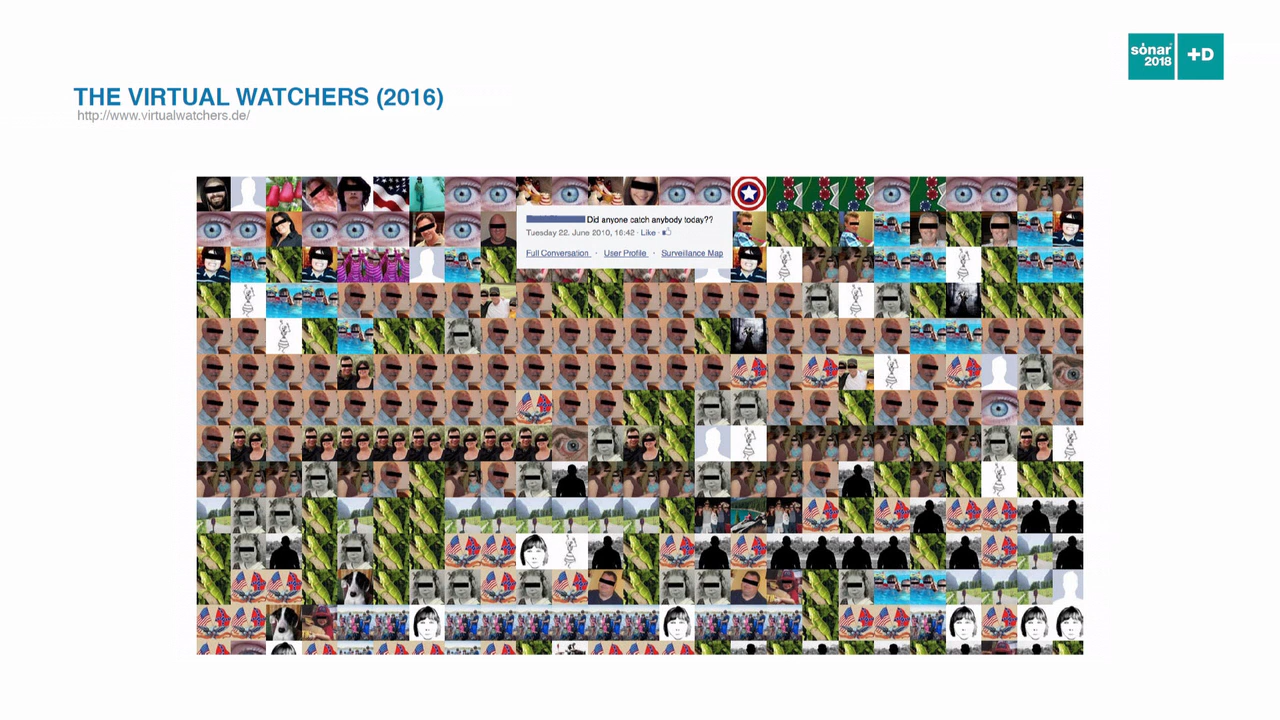 sónar
2018
+D
THE VIRTUAL WATCHERS (2016)
http://www.virtualwatchers.de/
Did anyone catch anybody today??
Tuesday 22. June 2010, 16:42 · Like ·
Full Conversation · User Profile · Surveillance Map